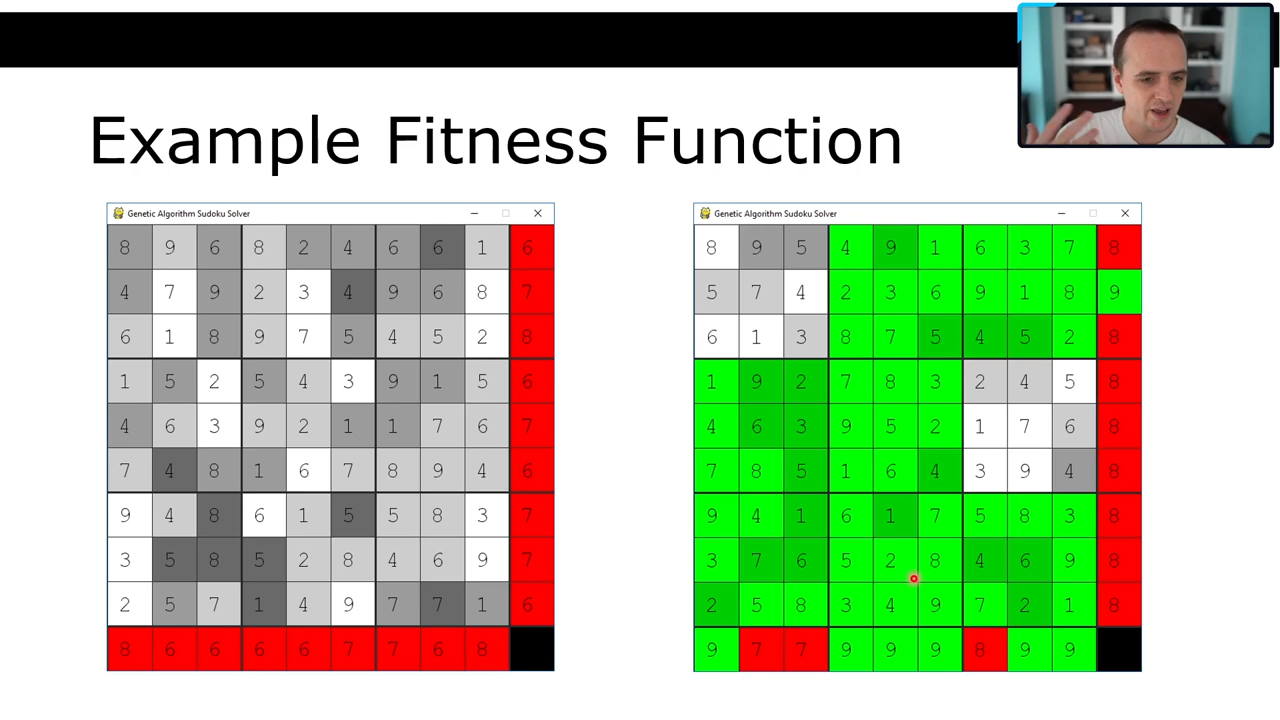 Example Fitness Function
Genetic Algorithm Sudoku Solver
8 9 6 8 2 4 6 6 1 6
4 7 9 2 3 4 9 6 8 7
6 1 8 9 7 5 4 5 2 8
1 5 2 5 4 3 9 1 5 6
4 6 3 9 2 1 1 7 6 7
7 4 8 1 6 7 8 9 4 6
9 4 8 6 1 5 5 8 3 7
3 5 8 5 2 8 4 6 9 7
2 5 7 1 4 9 7 7 1 6
8 6 6 6 6 7 7 6 8
Genetic Algorithm Sudoku Solver
8 9 5 4 9 1 6 3 7 8
5 7 4 2 3 6 9 1 8 9
6 1 3 8 7 5 4 5 2 8
1 9 2 7 8 3 2 4 5 8
4 6 3 9 5 2 1 7 6 8
7 8 5 1 6 4 3 9 4 8
9 4 1 6 1 7 5 8 3 8
3 7 6 5 2 8 4 6 9 8
2 5 8 3 4 9 7 2 1 8
9 7 7 9 9 9 8 9 9